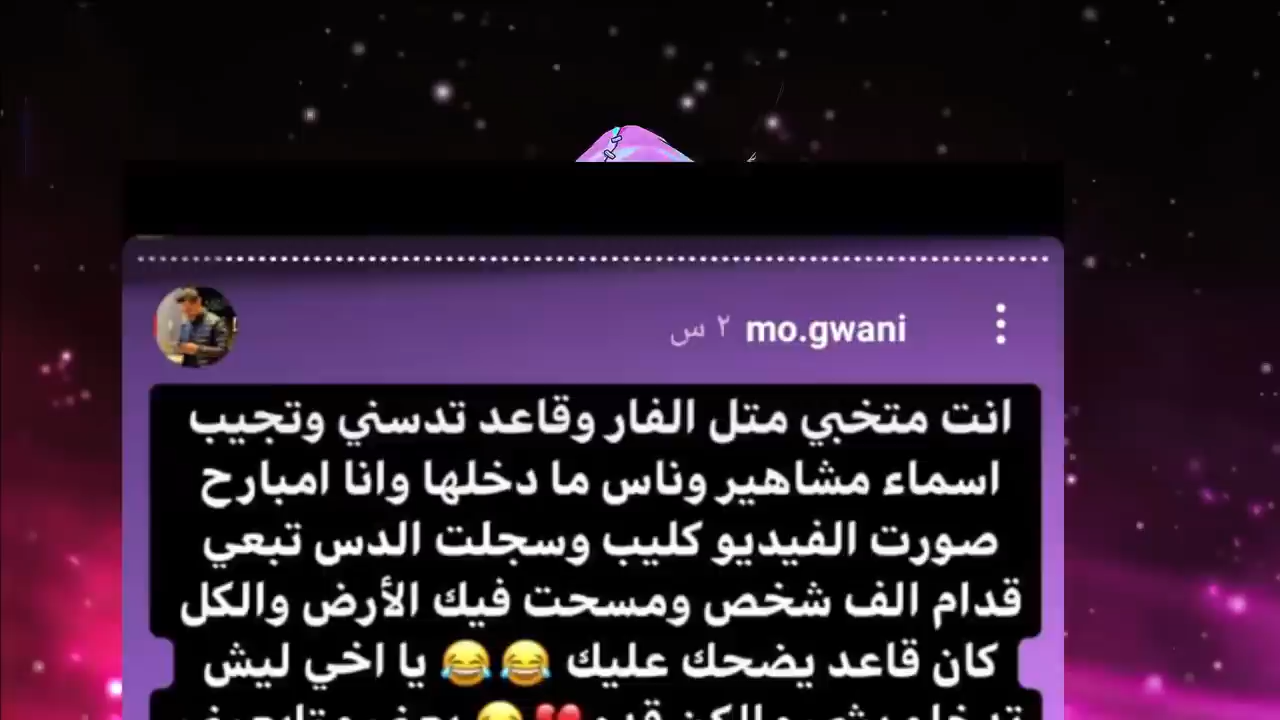 mo.gwani ٢ س
انت متخبي متل الفار وقاعد تدسني وتجيب
اسماء مشاهير وناس ما دخلها وانا امبارح
صورت الفيديو كليب وسجلت الدس تبعي
قدام الف شخص ومسحت فيك الأرض والكل
كان قاعد يضحك عليك 😂😂 يا اخي ليش